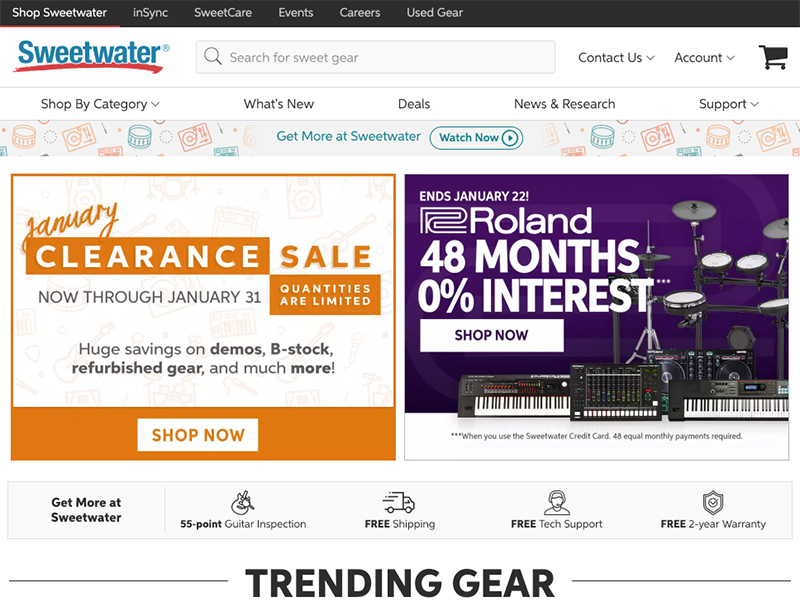 Shop Sweetwater inSync SweetCare Events Careers Used Gear
Sweetwater®
Search for sweet gear
Contact Us
Account
Shop By Category What's New Deals News & Research Support
Get More at Sweetwater Watch Now
january
CLEARANCE SALE
NOW THROUGH JANUARY 31
QUANTITIES
ARE LIMITED
Huge savings on demos, B-stock,
refurbished gear, and much more!
SHOP NOW
ENDS JANUARY 22!
Roland
48 MONTHS
0% INTEREST***
SHOP NOW
***When you use the Sweetwater Credit Card. 48 equal monthly payments required.
Get More at
Sweetwater
55-point Guitar Inspection
FREE Shipping
FREE Tech Support
FREE 2-year Warranty
TRENDING GEAR